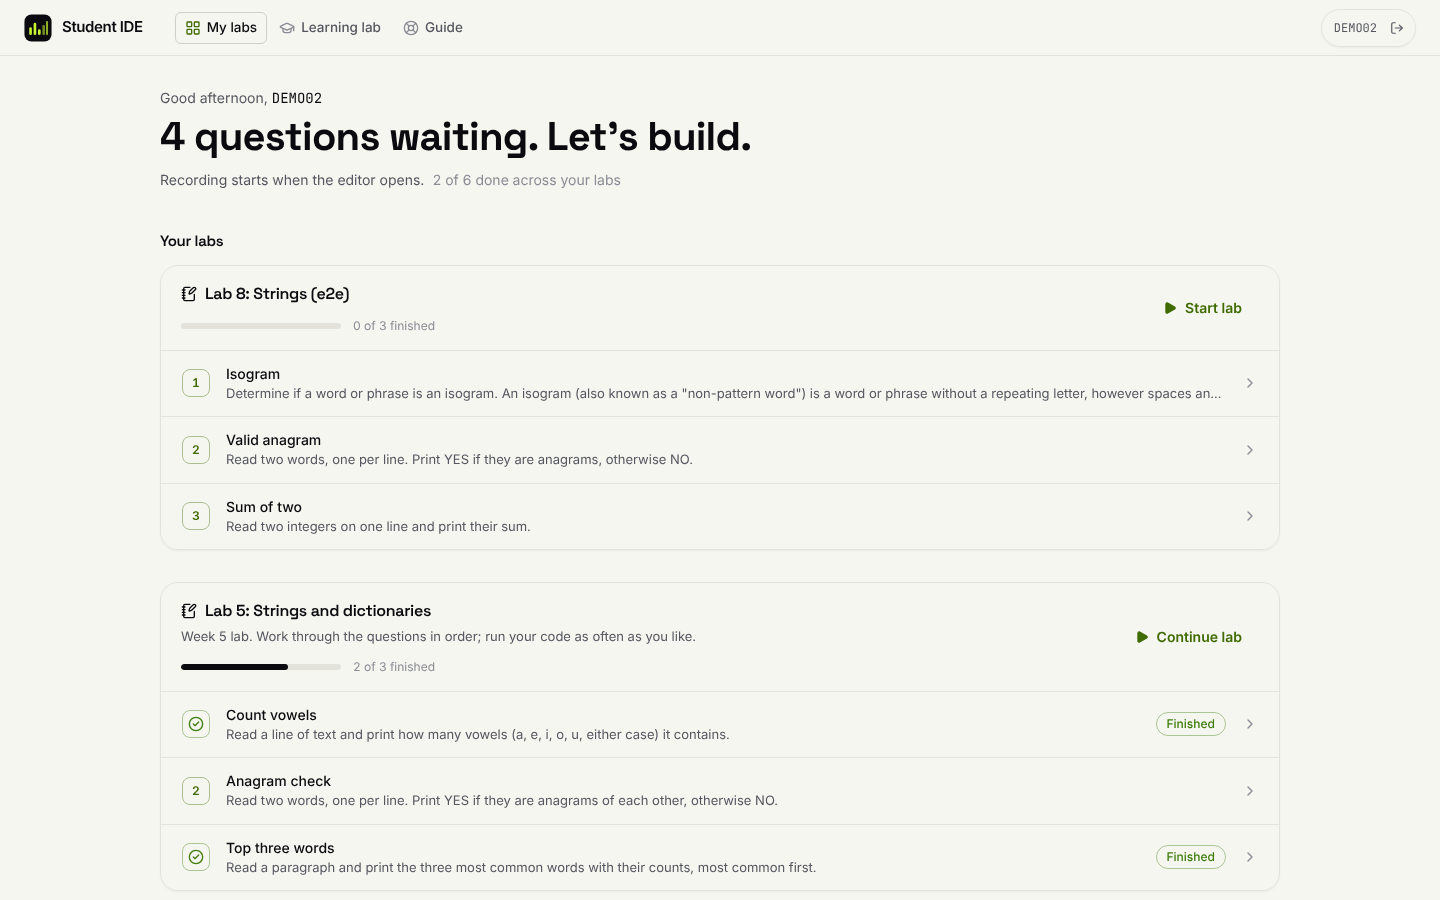 Student IDE
My labs
Learning lab
Guide
DEMO02
Good afternoon, DEMO02
4 questions waiting. Let's build.
Recording starts when the editor opens. 2 of 6 done across your labs
Your labs
Lab 8: Strings (e2e)
0 of 3 finished
Start lab
1
Isogram
Determine if a word or phrase is an isogram. An isogram (also known as a "non-pattern word") is a word or phrase without a repeating letter, however spaces an...
2
Valid anagram
Read two words, one per line. Print YES if they are anagrams, otherwise NO.
3
Sum of two
Read two integers on one line and print their sum.
Lab 5: Strings and dictionaries
Week 5 lab. Work through the questions in order; run your code as often as you like.
2 of 3 finished
Continue lab
Count vowels
Read a line of text and print how many vowels (a, e, i, o, u, either case) it contains.
Finished
2
Anagram check
Read two words, one per line. Print YES if they are anagrams of each other, otherwise NO.
Top three words
Read a paragraph and print the three most common words with their counts, most common first.
Finished